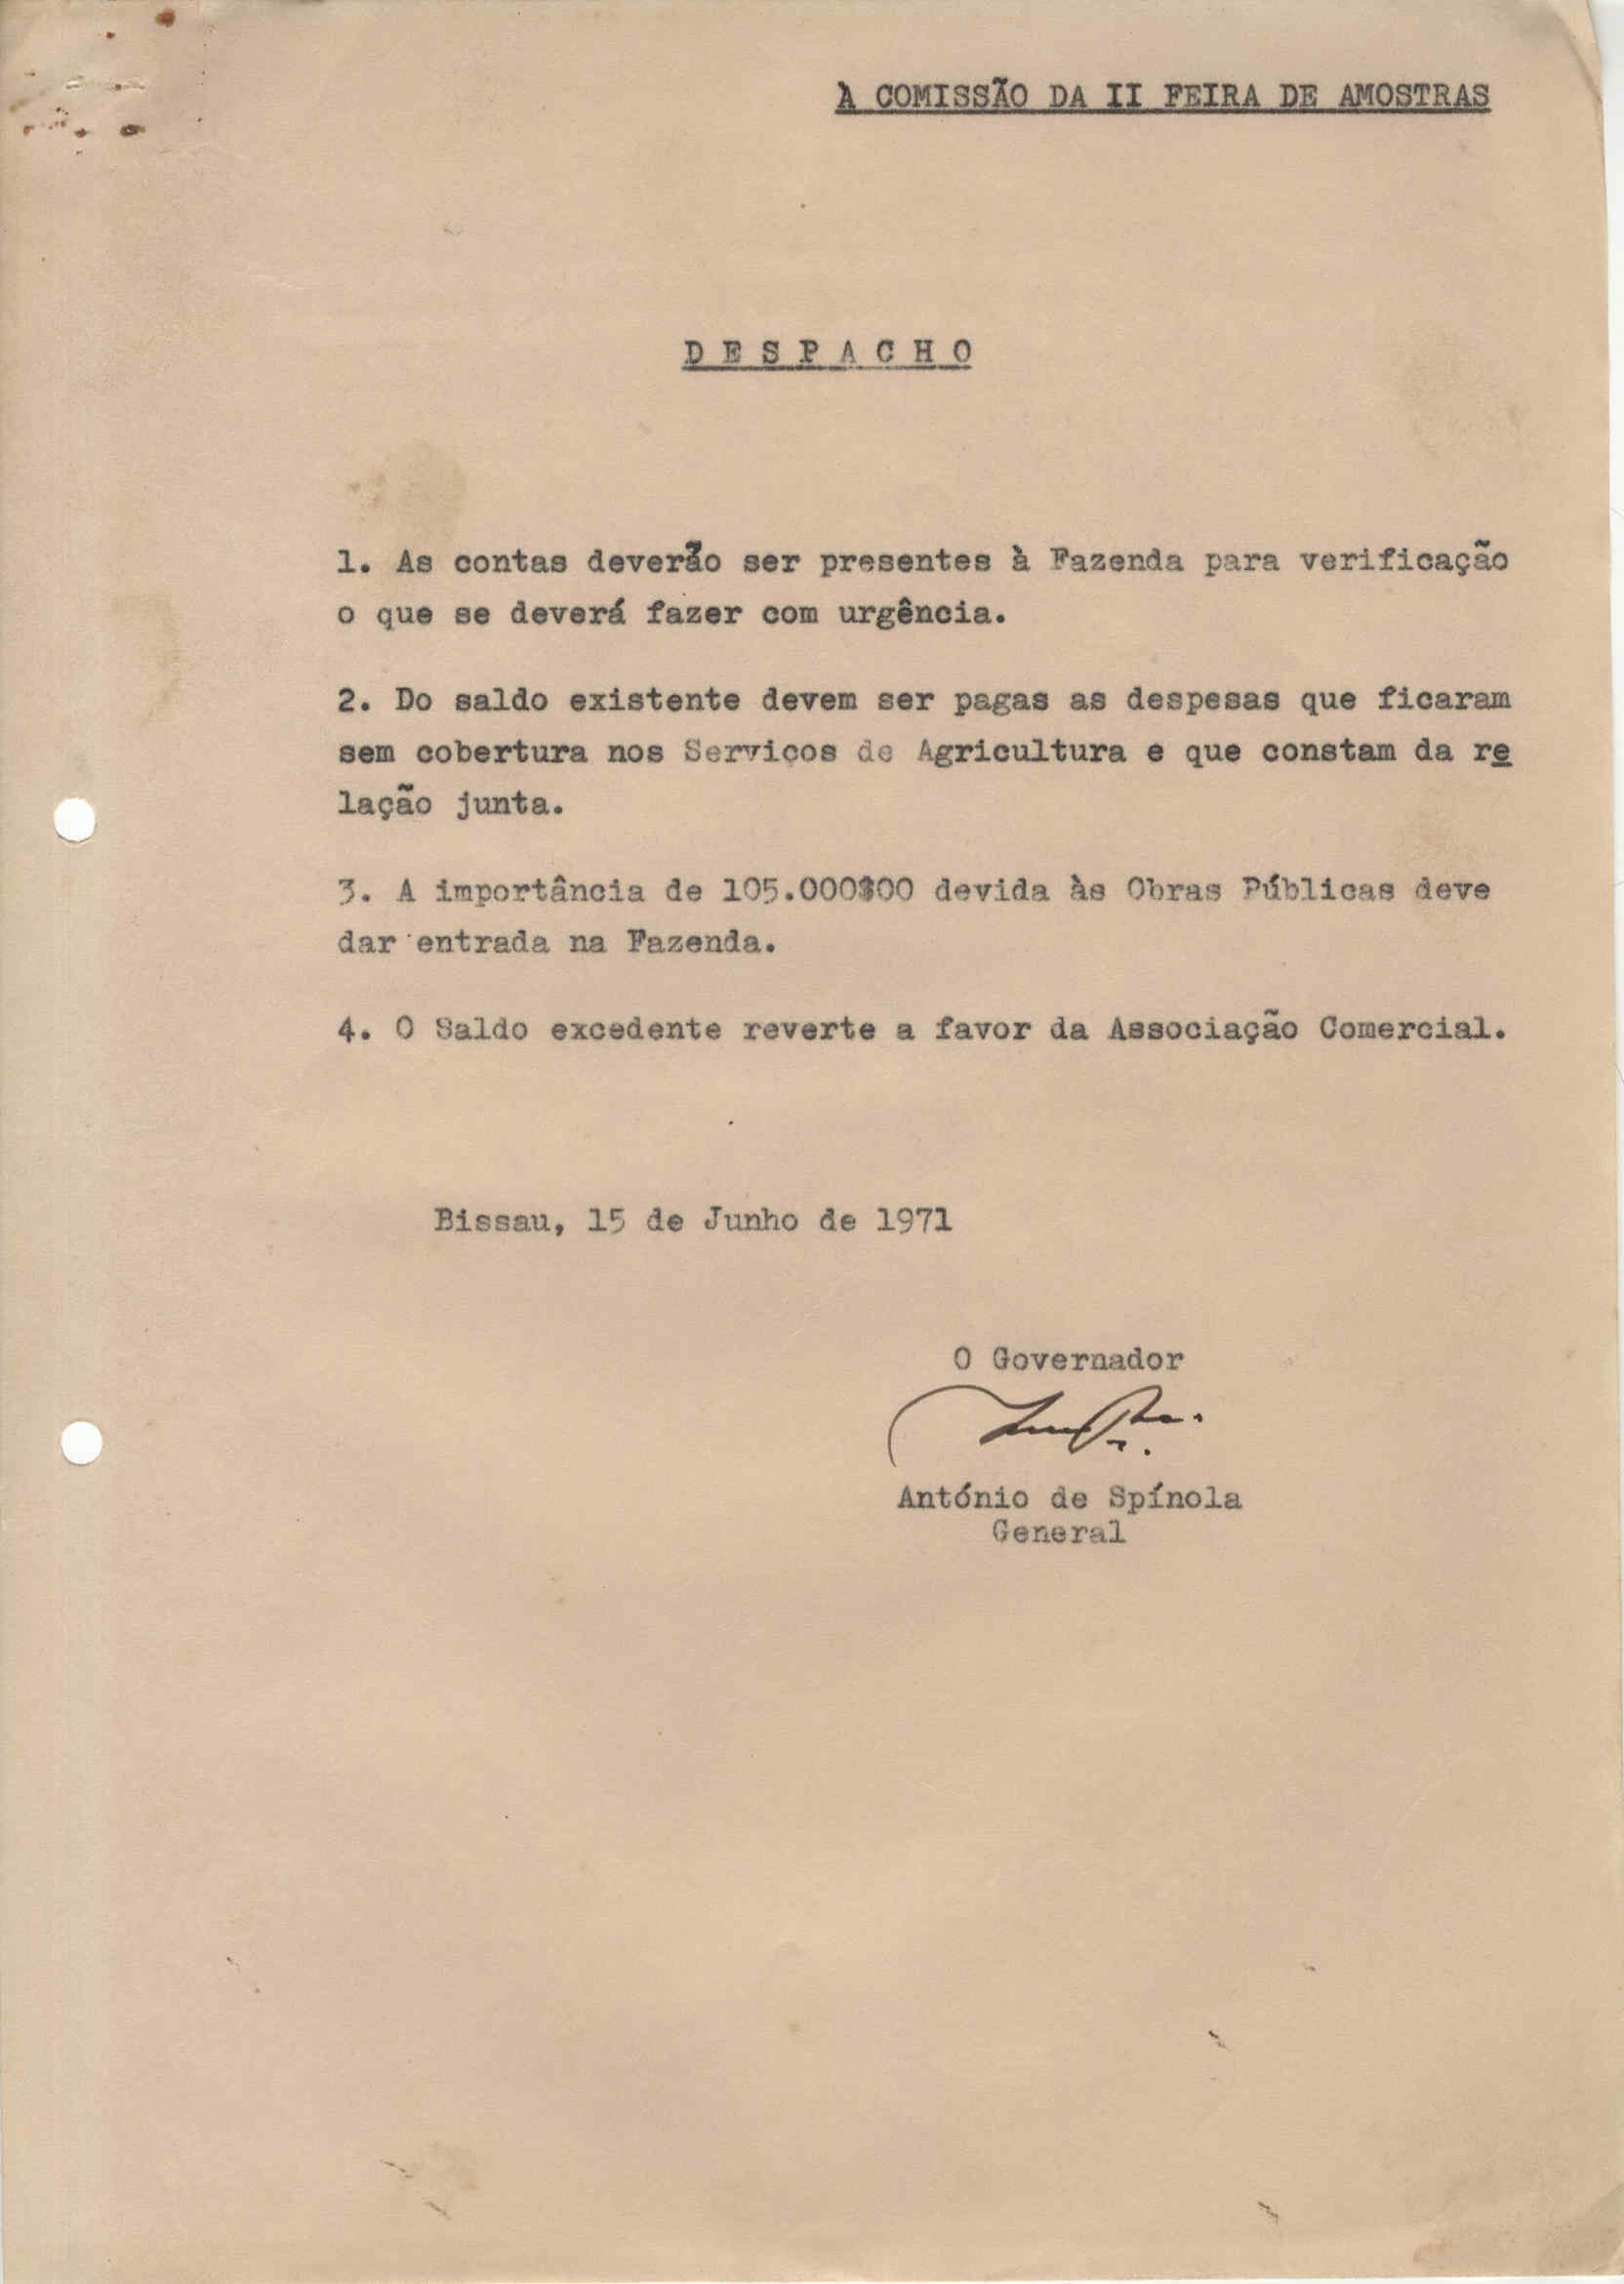 À COMISSÃO DA II FEIRA DE AMOSTRAS
DESPACHO
1. As contas deverão ser presentes à Fazenda para verificação
o que se deverá fazer com urgência.
2. Do saldo existente devem ser pagas as despesas que ficaram
sem cobertura nos Serviços de Agricultura e que constam da re
lação junta.
3. A importância de 105.000$00 devida às Obras Públicas deve
dar entrada na Fazenda.
4. O Saldo excedente reverte a favor da Associação Comercial.
Bissau, 15 de Junho de 1971
O Governador
António de Spínola
General